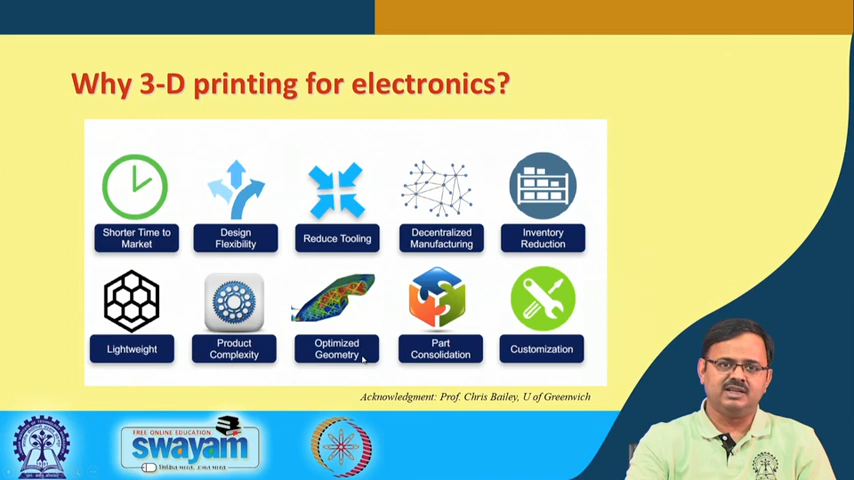 Why 3-D printing for electronics?
Shorter Time to
Market
Design
Flexibility
Reduce Tooling
Decentralized
Manufacturing
Inventory
Reduction
Lightweight
Product
Complexity
Optimized
Geometry
Part
Consolidation
Customization
Acknowledgment: Prof. Chris Bailey, U of Greenwich
FREE ONLINE EDUCATION
swayam